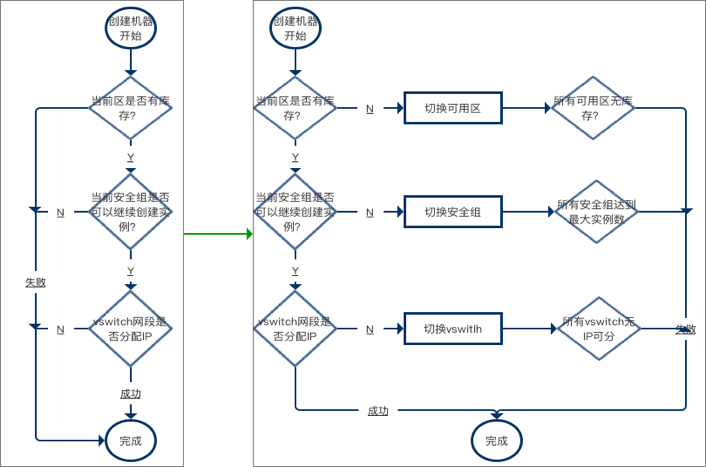 创建机器
开始
当前区是否有库
存?
Y
当前安全组是否
可以继续创建实
例?
N
Y
失败
vswitch网段是
否分配IP
N
成功
完成
创建机器
开始
当前区是否有库
存?
N
切换可用区
所有可用区无库
存?
Y
当前安全组是否
可以继续创建实
例?
N
切换安全组
所有安全组达到
最大实例数
Y
vswitch网段是
否分配IP
N
切换vswitlh
所有vswitch无
IP可分
失败
成功
完成